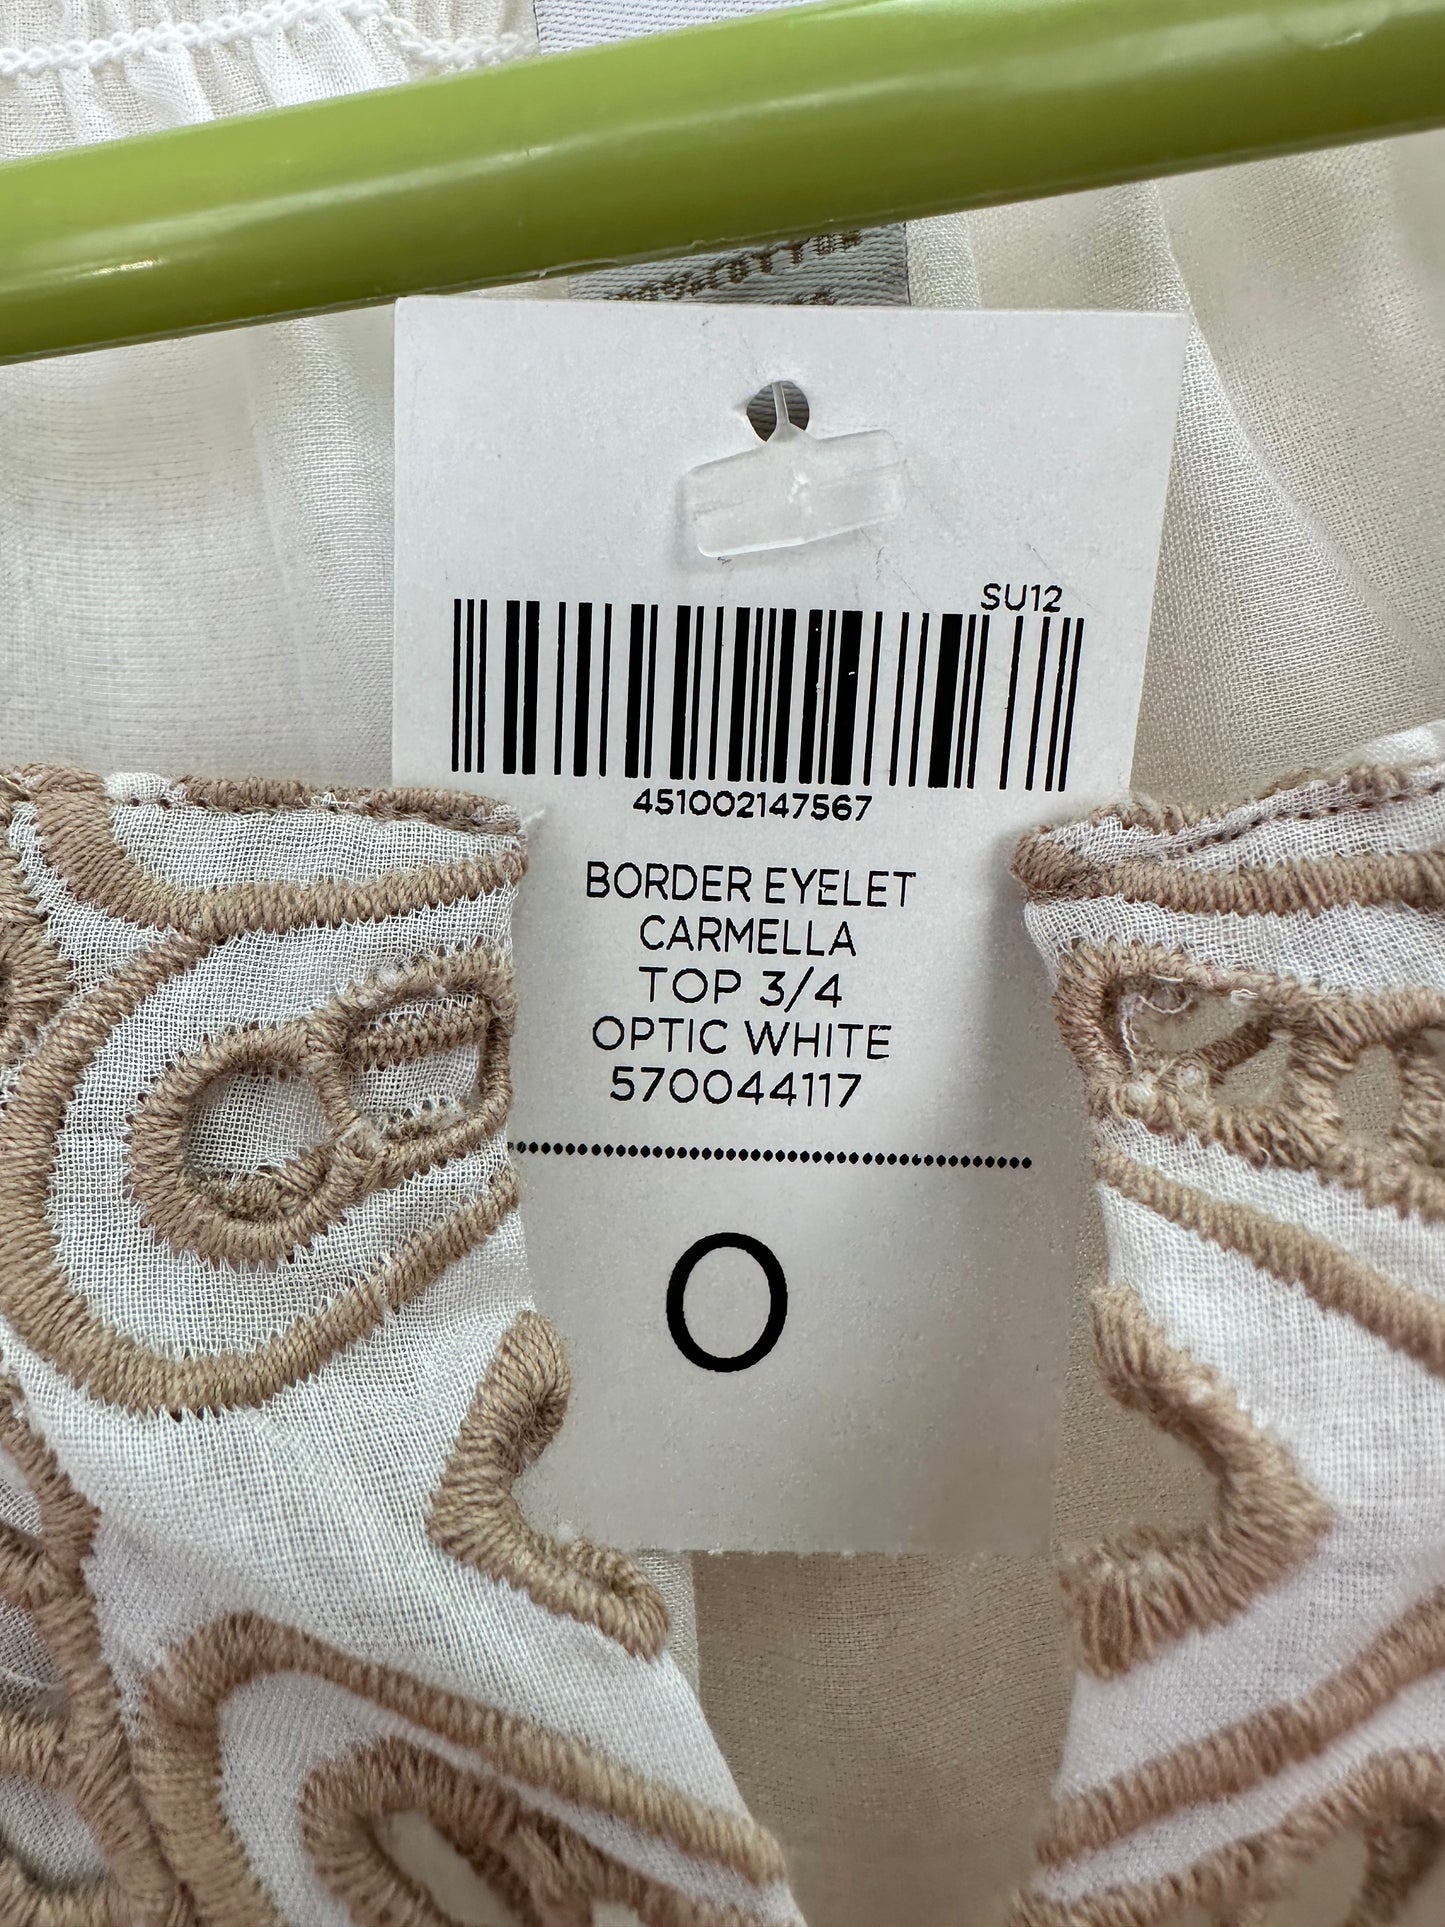 SU12
451002147567
BORDER EYELET
CARMELLA
TOP 3/4
OPTIC WHITE
570044117
0